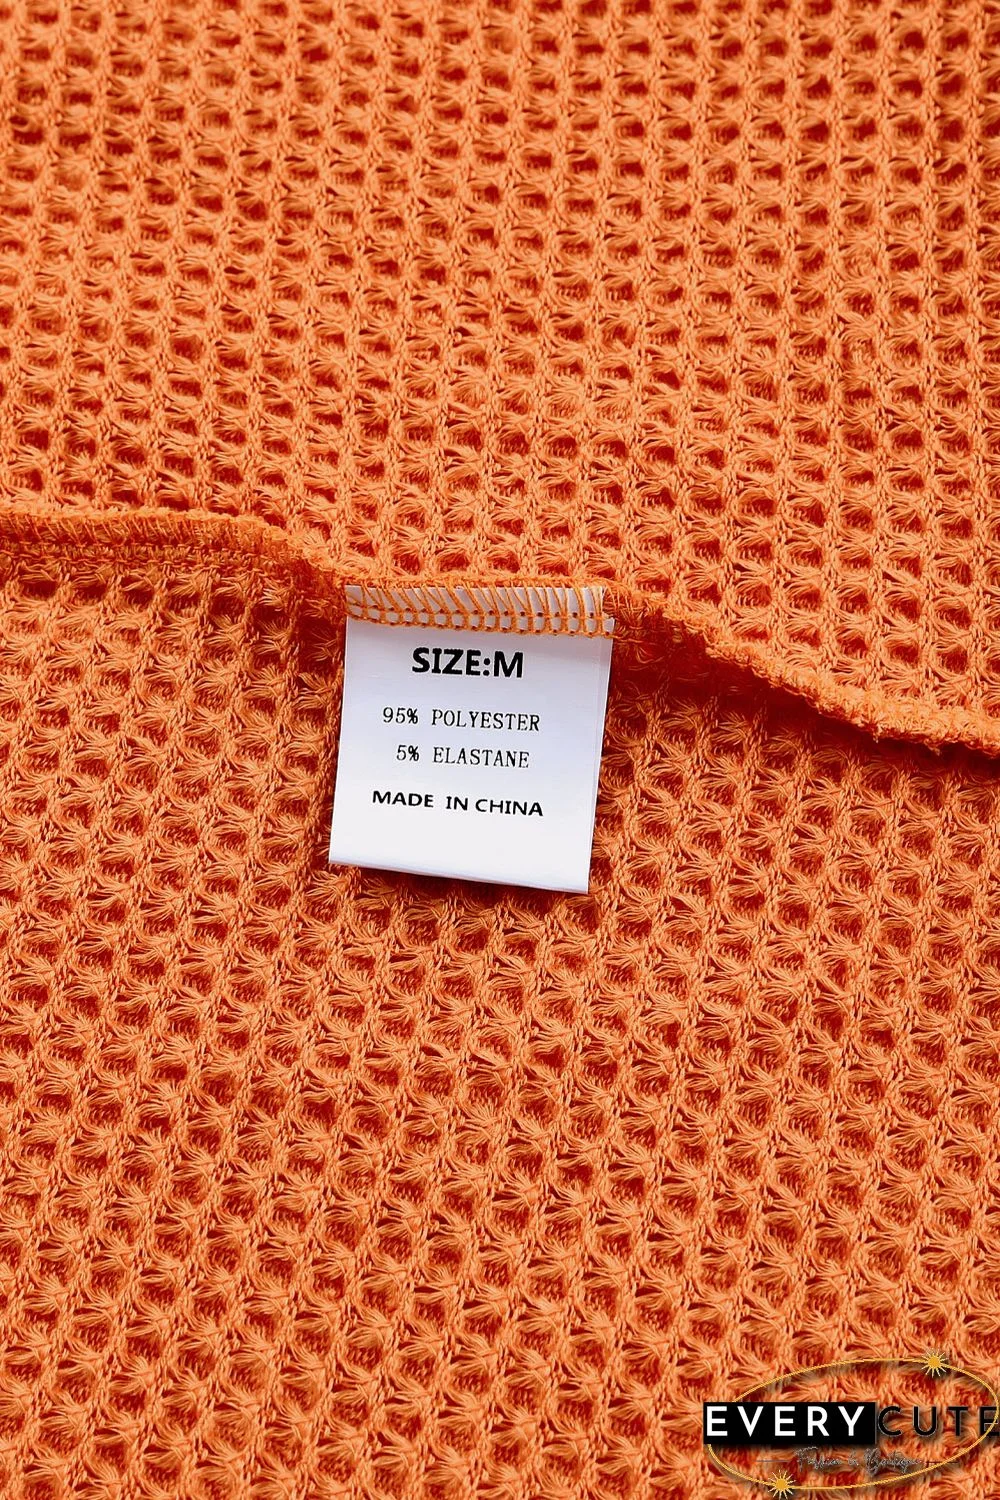 SIZE:M
95% POLYESTER
5% ELASTANE
MADE IN CHINA
EVERYCUTE